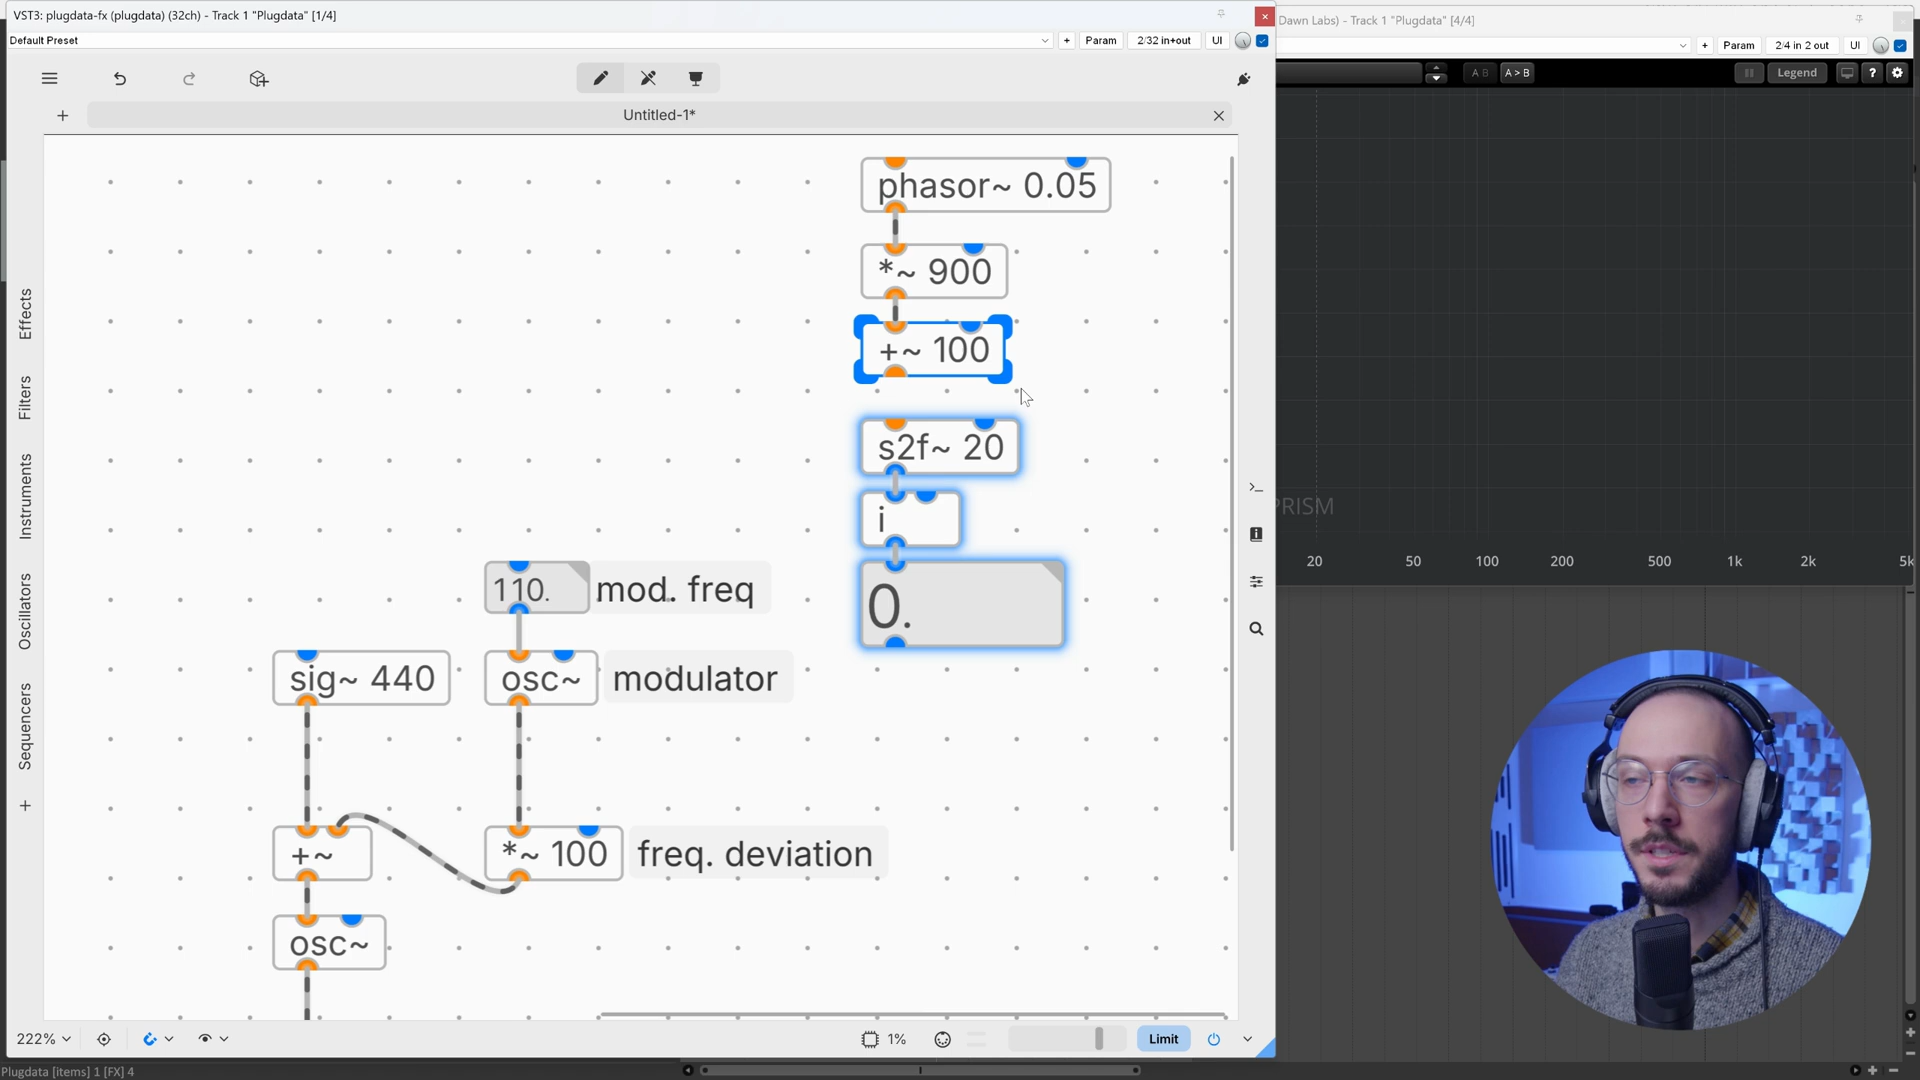 VST3: plugdata-fx (plugdata) (32ch) - Track 1 "Plugdata" [1/4]
Dawn Labs) - Track 1 "Plugdata" [4/4]
Default Preset
+
Param
2/32 in+out
UI
+
Param
2/4 in 2 out
UI
A B
A > B
Legend
?
+
Untitled-1*
phasor~ 0.05
*~ 900
+~ 100
s2f~ 20
i
0.
110.
mod. freq
sig~ 440
osc~
modulator
+~
*~ 100
freq. deviation
osc~
Effects
Filters
Instruments
Oscillators
Sequencers
+
PRISM
20
50
100
200
500
1k
2k
5k
222%
1%
Limit
Plugdata [items] 1 [FX] 4